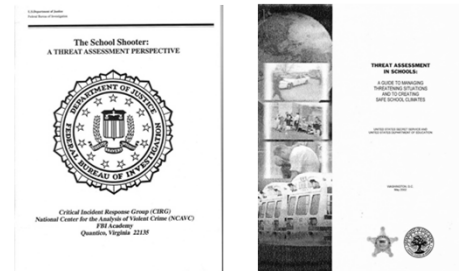 U.S. Department of Justice
Federal Bureau of Investigation
The School Shooter:
A THREAT ASSESSMENT PERSPECTIVE
DEPARTMENT OF JUSTICE
FEDERAL BUREAU OF INVESTIGATION
Critical Incident Response Group (CIRG)
National Center for the Analysis of Violent Crime (NCAVC)
FBI Academy
Quantico, Virginia 22135
THREAT ASSESSMENT
IN SCHOOLS:
A GUIDE TO MANAGING
THREATENING SITUATIONS
AND TO CREATING
SAFE SCHOOL CLIMATES
UNITED STATES SECRET SERVICE AND
UNITED STATES DEPARTMENT OF EDUCATION
WASHINGTON, D.C.